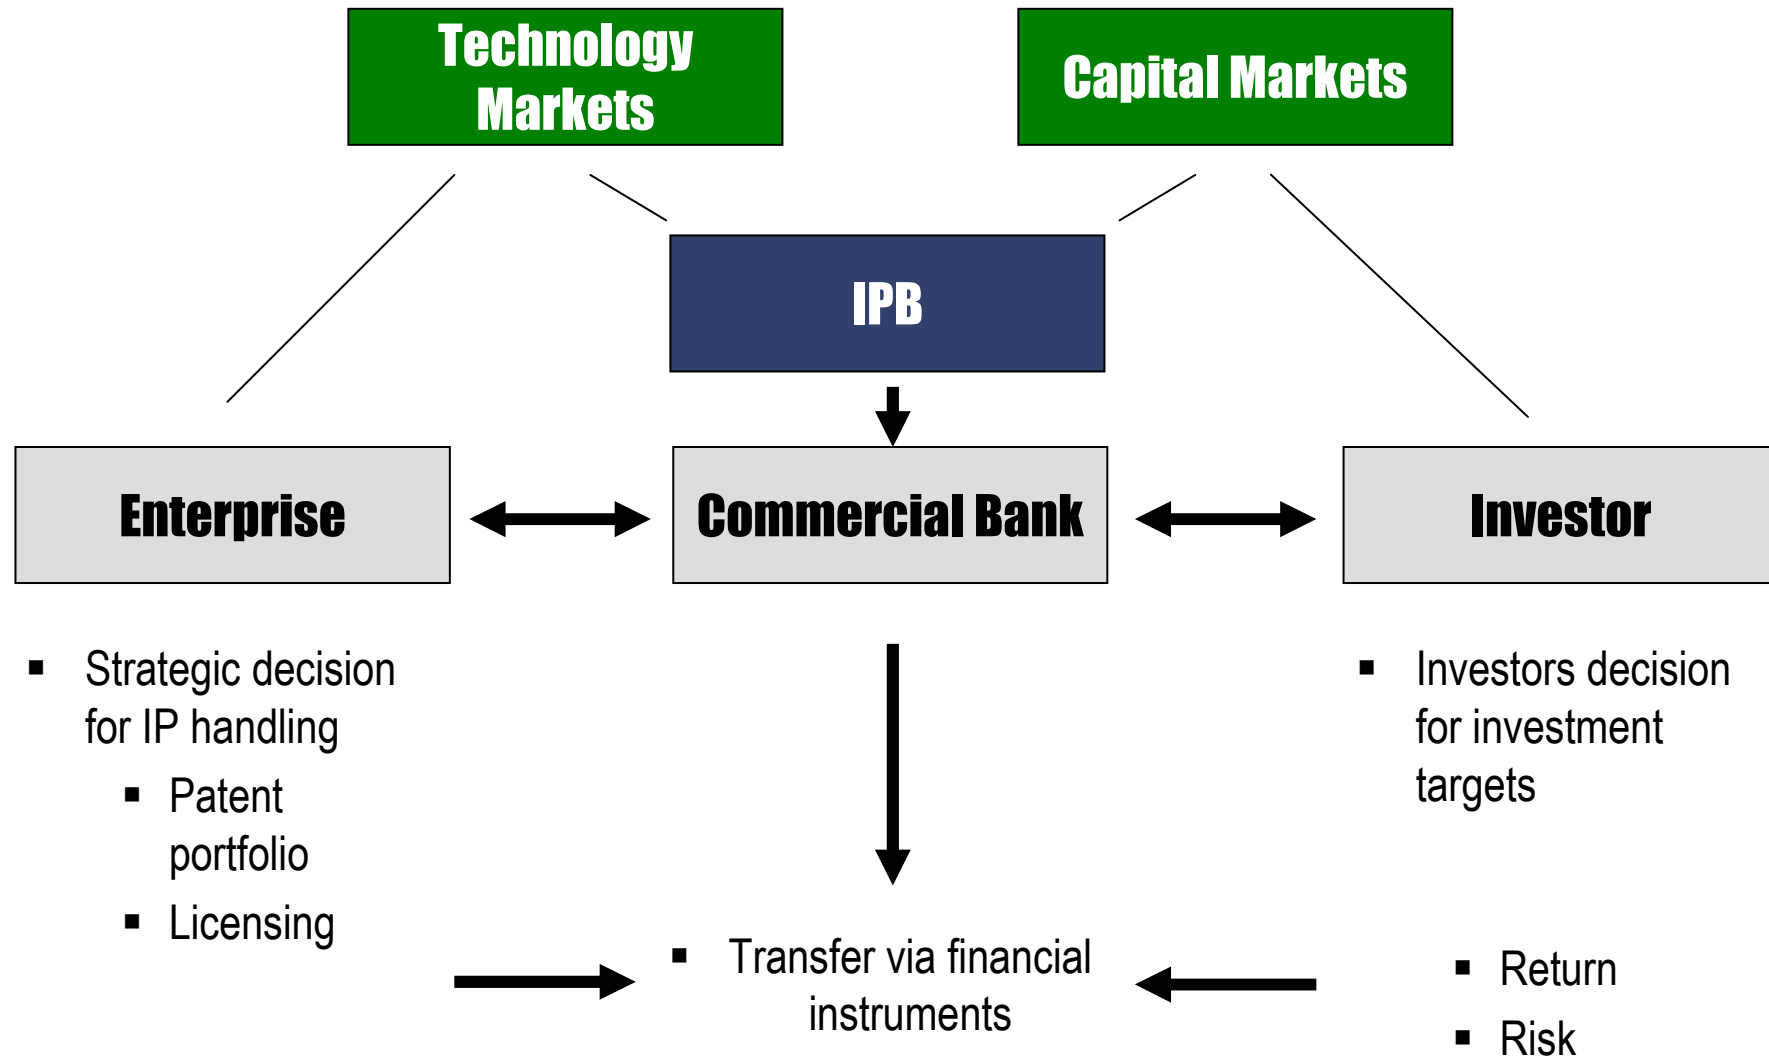 Technology
Markets
Capital Markets
IPB
Enterprise
Commercial Bank
Investor
▪ Strategic decision
for IP handling
▪ Patent
portfolio
▪ Licensing
▪ Transfer via financial
instruments
▪ Investors decision
for investment
targets
▪ Return
▪ Risk